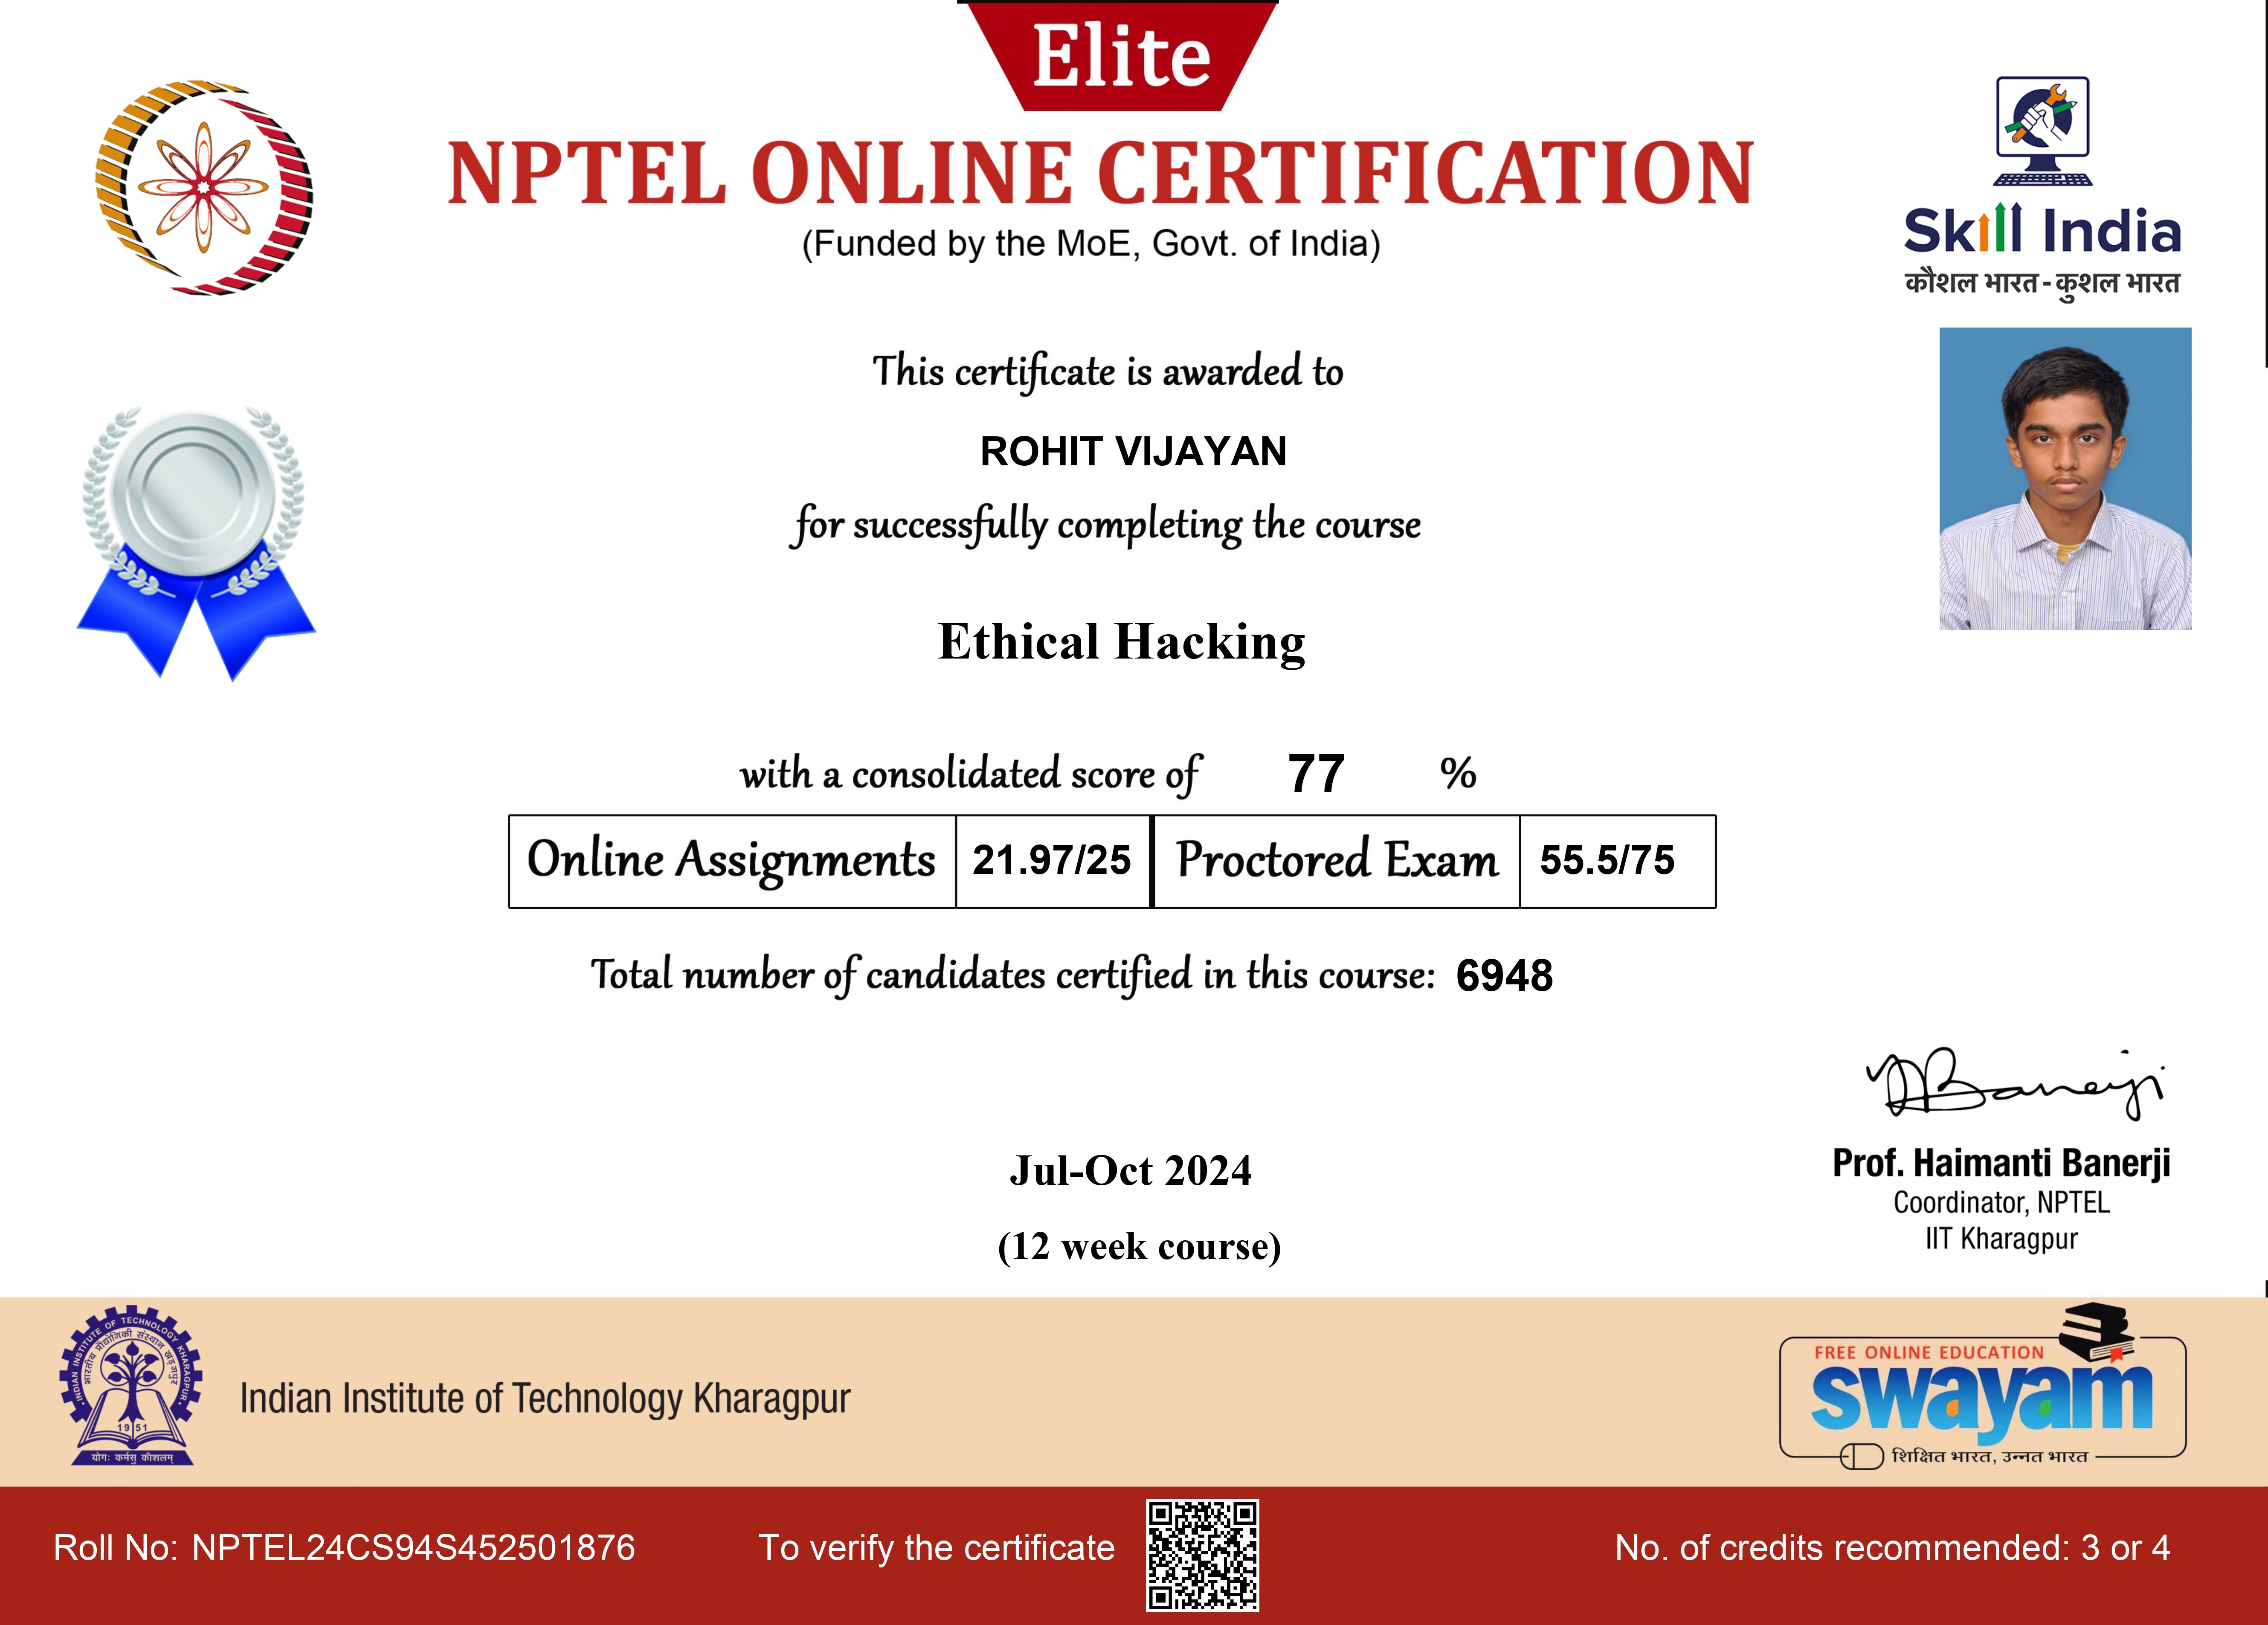 Elite
NPTEL ONLINE CERTIFICATION
(Funded by the MoE, Govt. of India)
Skill India
कौशल भारत - कुशल भारत
This certificate is awarded to
ROHIT VIJAYAN
for successfully completing the course
Ethical Hacking
with a consolidated score of 77 %
Online Assignments 21.97/25 Proctored Exam 55.5/75
Total number of candidates certified in this course: 6948
Banerji
Prof. Haimanti Banerji
Coordinator, NPTEL
IIT Kharagpur
Jul-Oct 2024
(12 week course)
INDIAN INSTITUTE OF TECHNOLOGY KHARAGPUR
भारतीय प्रौद्योगिकी संस्थान खड़गपुर
1951
योगः कर्मसु कौशलम्
Indian Institute of Technology Kharagpur
FREE ONLINE EDUCATION
swayam
शिक्षित भारत, उन्नत भारत
Roll No: NPTEL24CS94S452501876
To verify the certificate
No. of credits recommended: 3 or 4